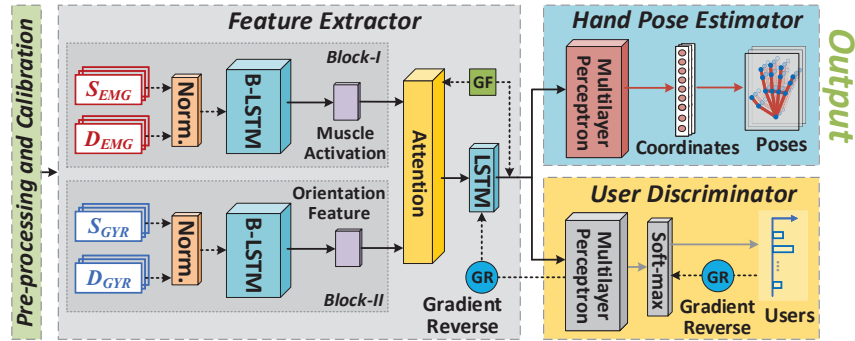 Pre-processing and Calibration
Feature Extractor
Block-I
S_EMG
D_EMG
Norm.
B-LSTM
Muscle
Activation
Orientation
Feature
S_GYR
D_GYR
Norm.
B-LSTM
Block-II
Attention
GF
LSTM
GR
Gradient
Reverse
Hand Pose Estimator
Multilayer
Perceptron
Coordinates
Poses
Output
User Discriminator
Multilayer
Perceptron
Soft-max
GR
Gradient
Reverse
...
...
Users